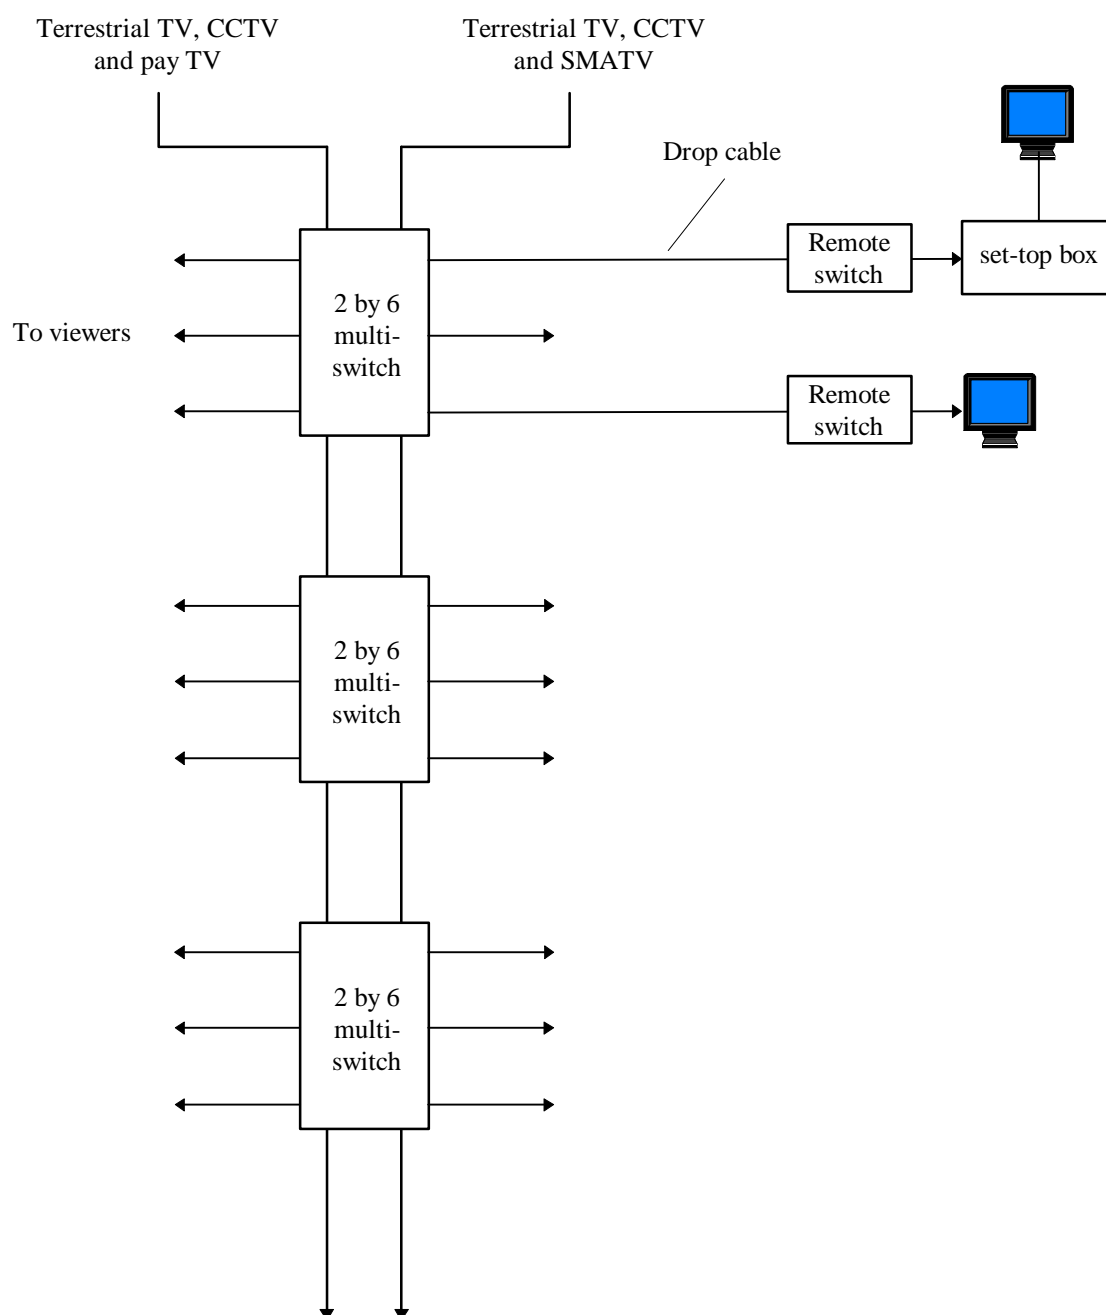 Terrestrial TV, CCTV
and pay TV
Terrestrial TV, CCTV
and SMATV
Drop cable
Remote
switch
set-top box
2 by 6
multi-
switch
To viewers
Remote
switch
2 by 6
multi-
switch
2 by 6
multi-
switch